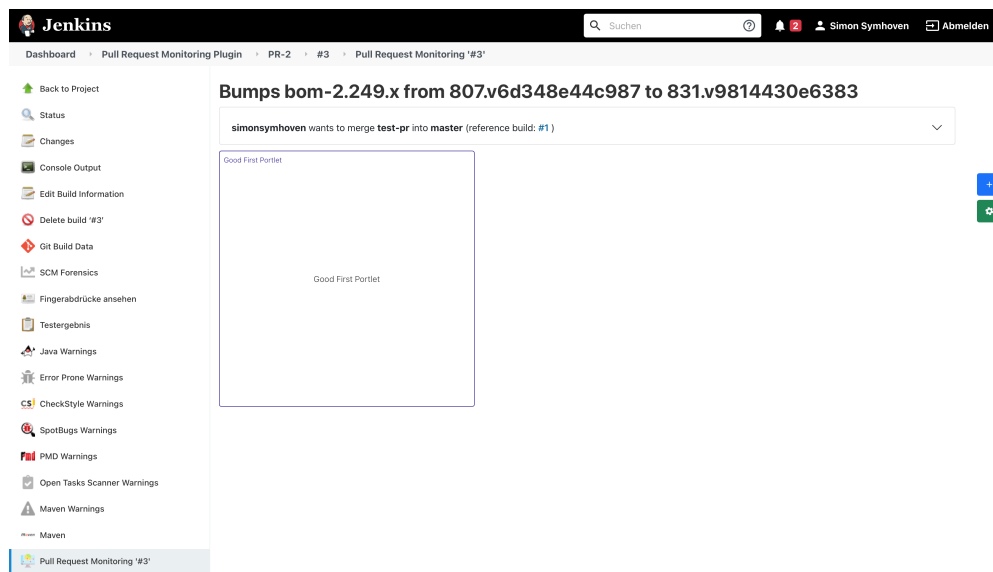 Jenkins
Suchen
2
Simon Symhoven
Abmelden
Dashboard
Pull Request Monitoring Plugin
PR-2
#3
Pull Request Monitoring '#3'
Back to Project
Status
Changes
Console Output
Edit Build Information
Delete build '#3'
Git Build Data
SCM Forensics
Fingerabdrücke ansehen
Testergebnis
Java Warnings
Error Prone Warnings
CheckStyle Warnings
SpotBugs Warnings
PMD Warnings
Open Tasks Scanner Warnings
Maven Warnings
Maven
Pull Request Monitoring '#3'
Bumps bom-2.249.x from 807.v6d348e44c987 to 831.v9814430e6383
simonsymhoven wants to merge test-pr into master (reference build: #1 )
Good First Portlet
Good First Portlet